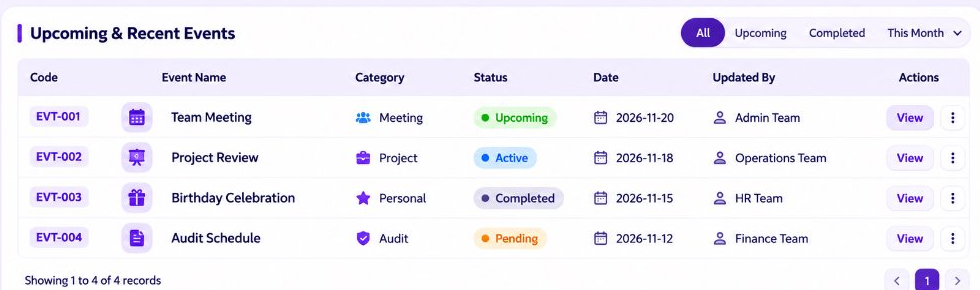 Upcoming & Recent Events All Upcoming Completed This Month
Code Event Name Category Status Date Updated By Actions
EVT-001 Team Meeting Meeting Upcoming 2026-11-20 Admin Team View
EVT-002 Project Review Project Active 2026-11-18 Operations Team View
EVT-003 Birthday Celebration Personal Completed 2026-11-15 HR Team View
EVT-004 Audit Schedule Audit Pending 2026-11-12 Finance Team View
Showing 1 to 4 of 4 records 1